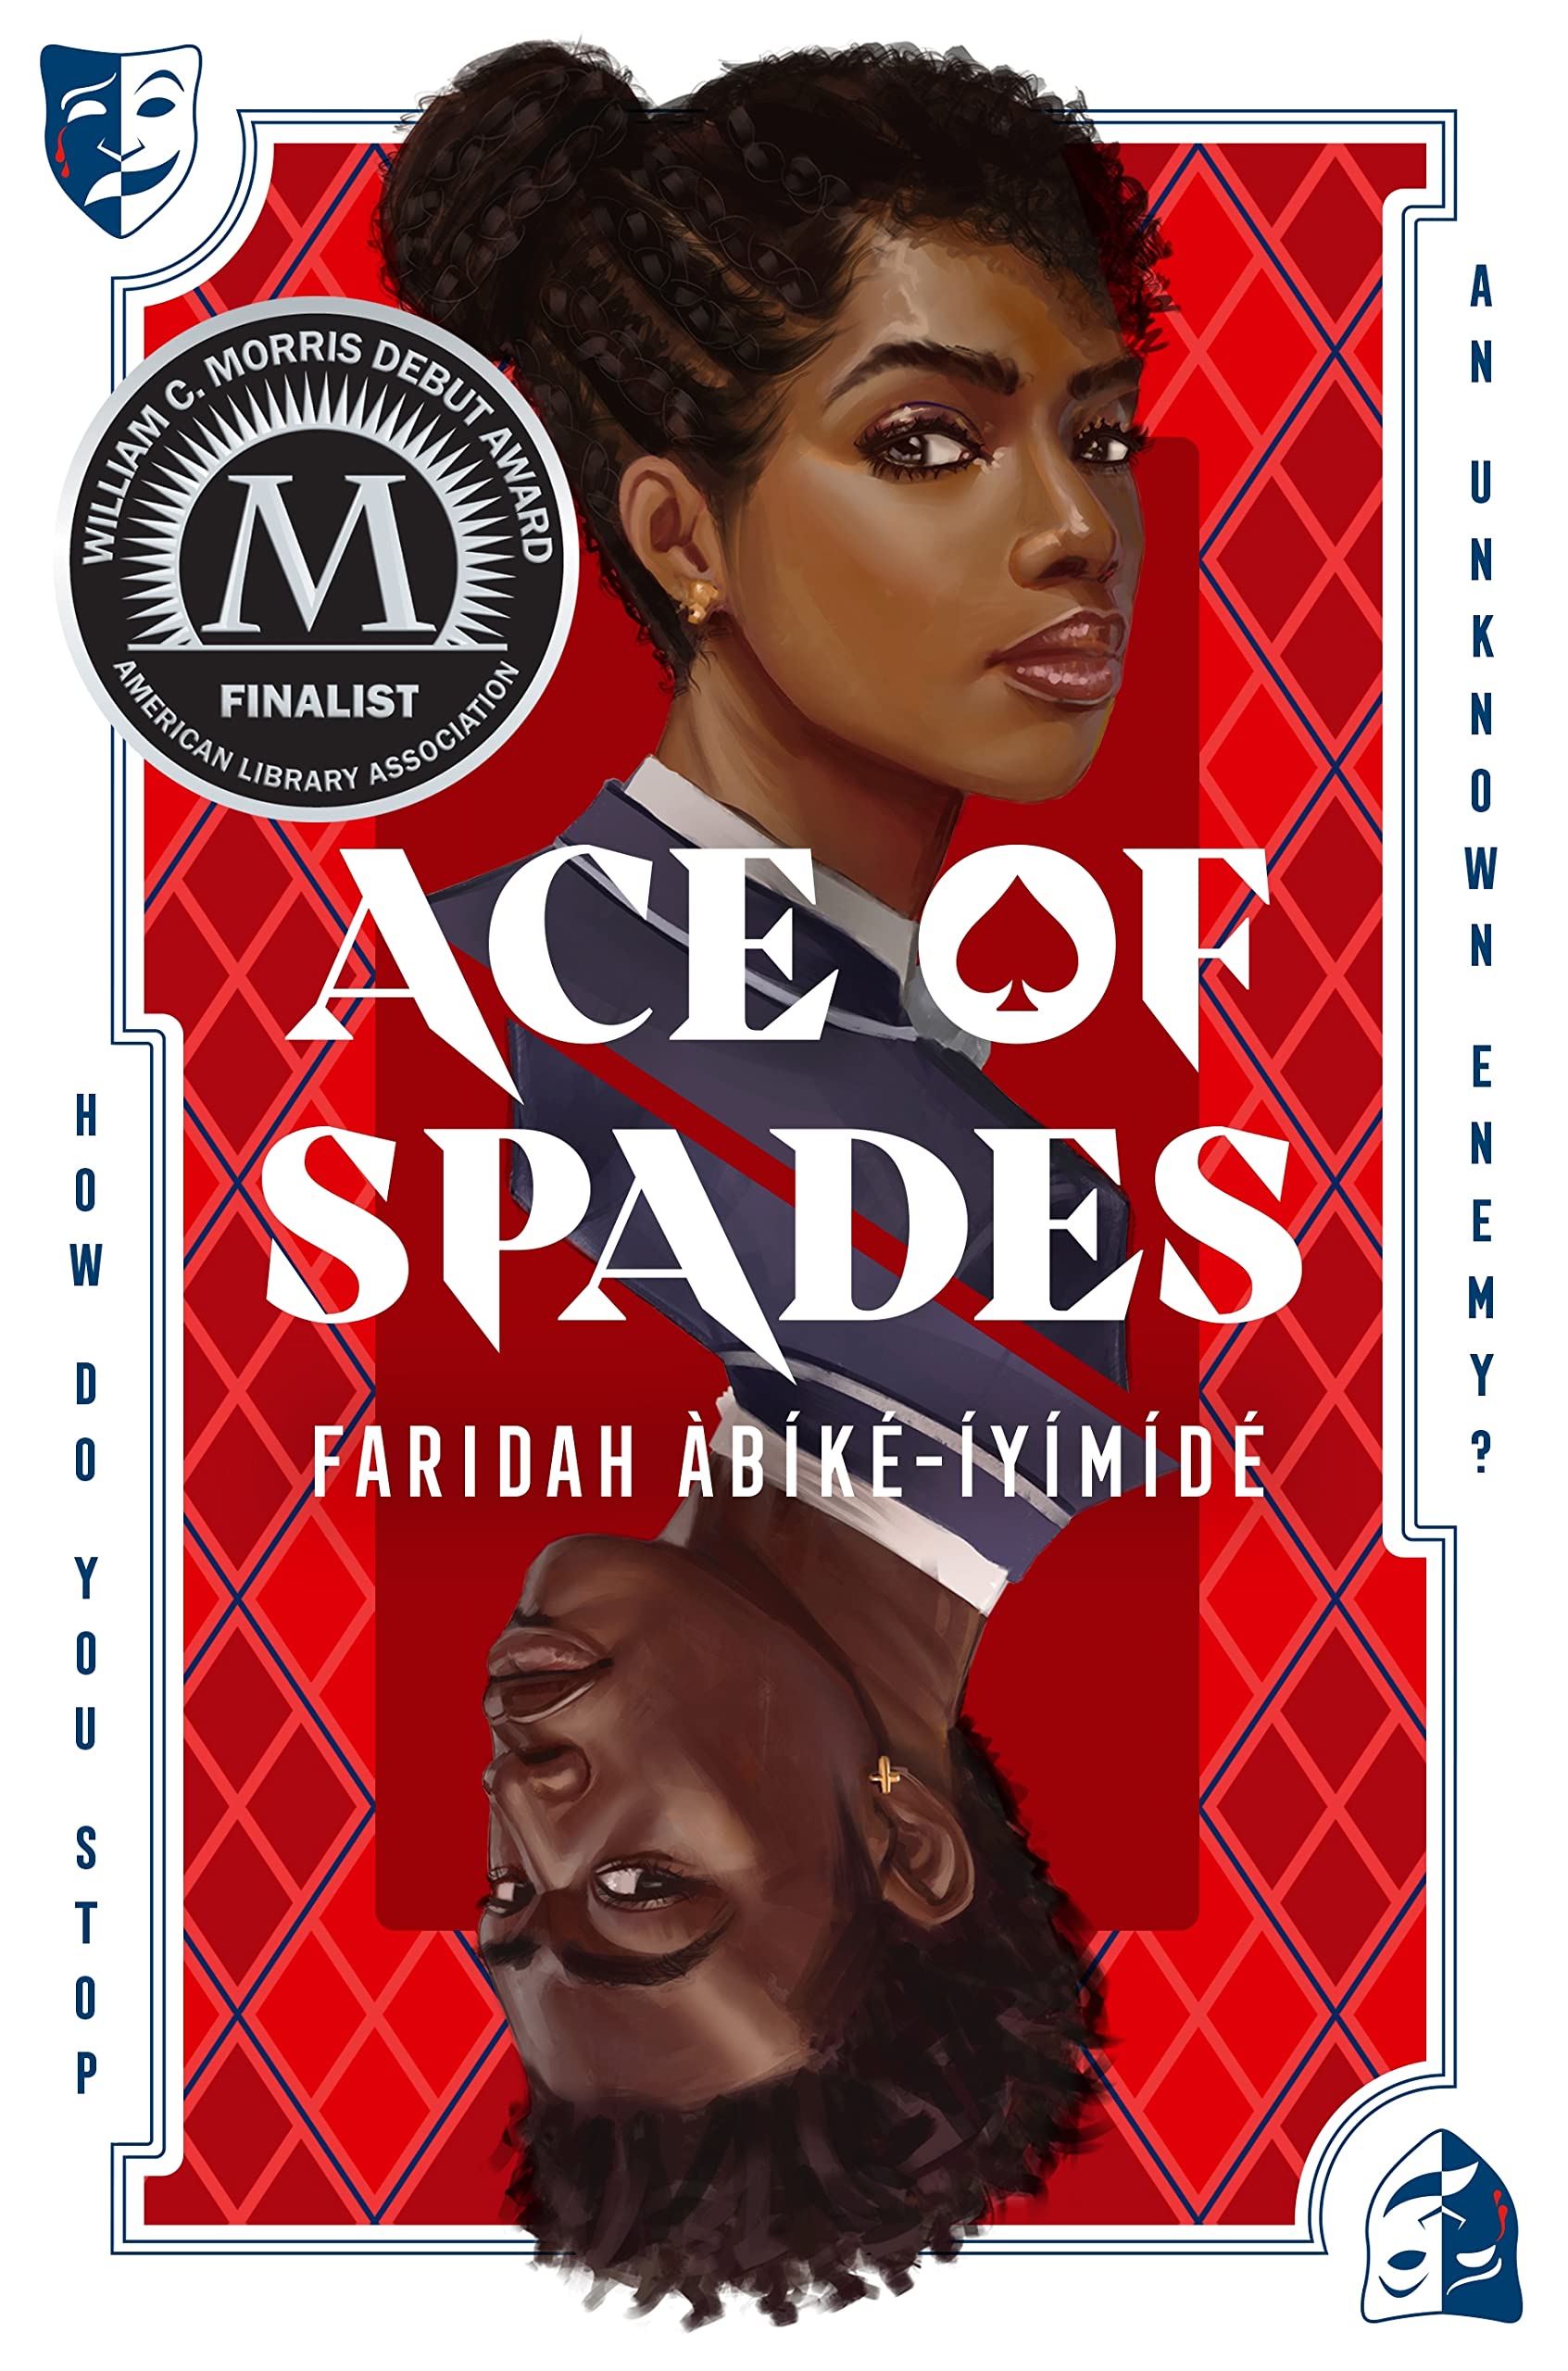 WILLIAM C. MORRIS DEBUT AWARD
M
FINALIST
AMERICAN LIBRARY ASSOCIATION
ACE OF
SPADES
FARIDAH ÀBÍKÉ-ÍYÍMÍDÉ
HOW DO YOU STOP
AN UNKNOWN ENEMY?